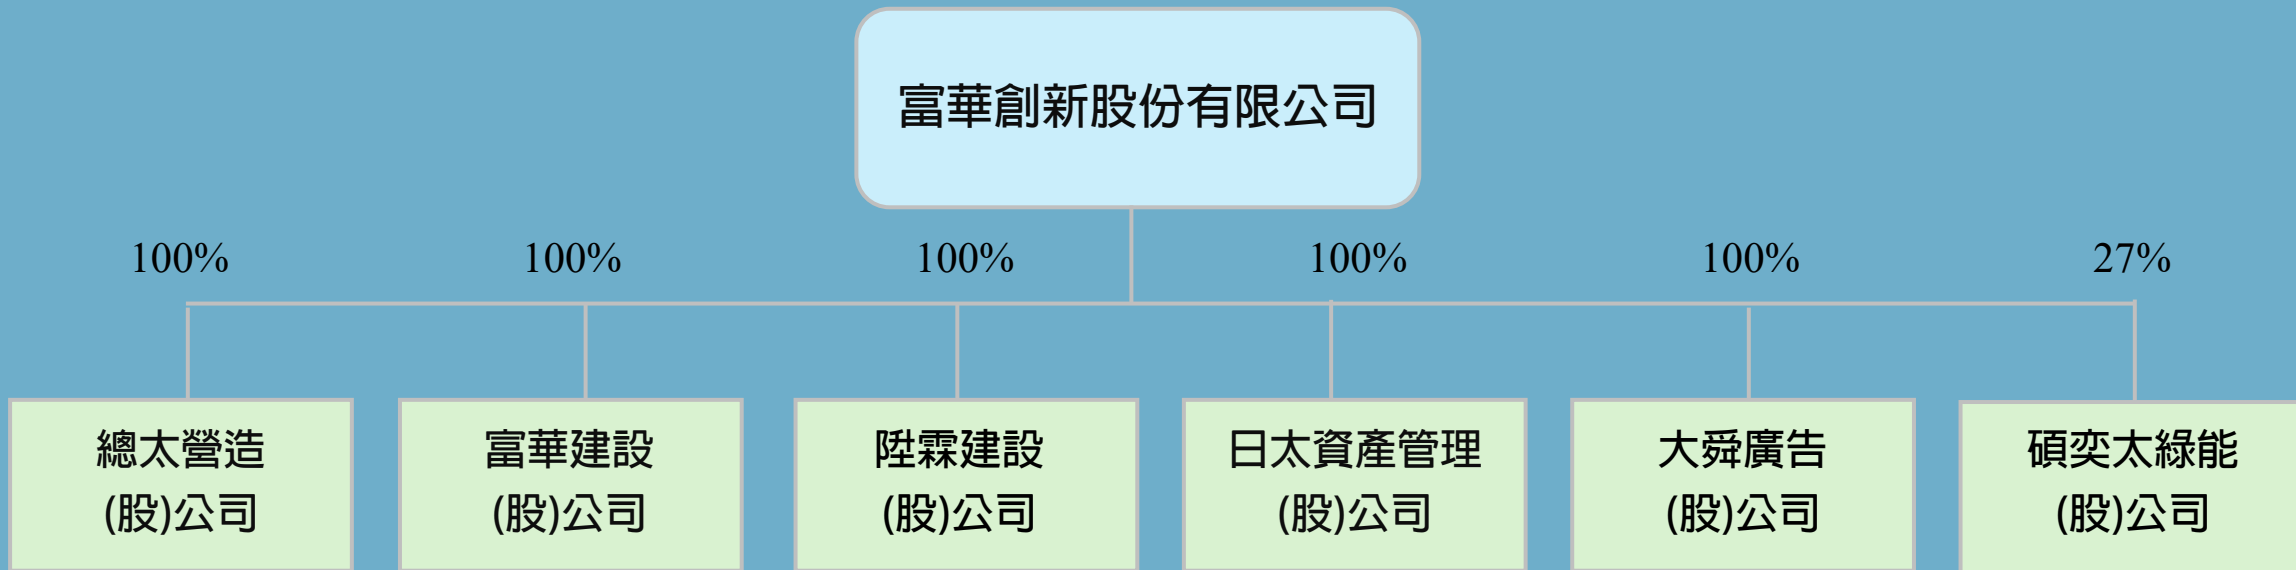 富華創新股份有限公司
100%
100%
100%
100%
100%
27%
總太營造
(股)公司
富華建設
(股)公司
陞霖建設
(股)公司
日太資產管理
(股)公司
大舜廣告
(股)公司
碩奕太綠能
(股)公司